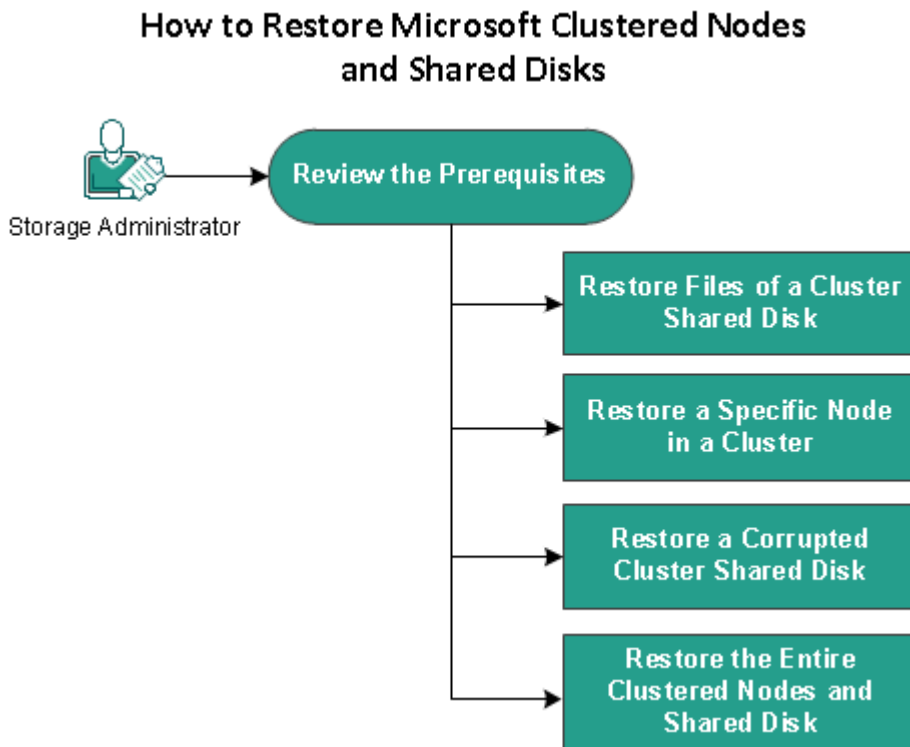 How to Restore Microsoft Clustered Nodes
and Shared Disks
Review the Prerequisites
Storage Administrator
Restore Files of a Cluster
Shared Disk
Restore a Specific Node
in a Cluster
Restore a Corrupted
Cluster Shared Disk
Restore the Entire
Clustered Nodes and
Shared Disk